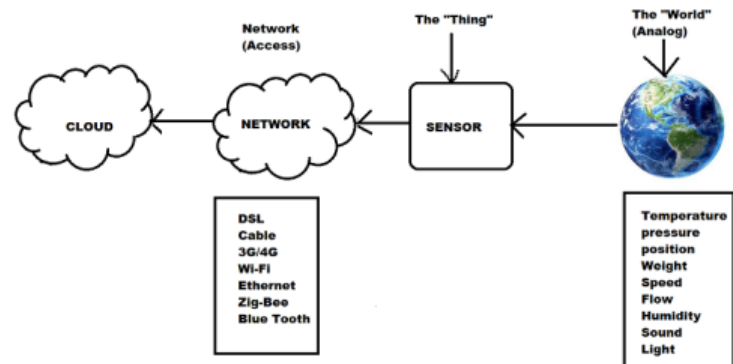 Network
(Access)
The "Thing"
The "World"
(Analog)
CLOUD
NETWORK
SENSOR
DSL
Cable
3G/4G
Wi-Fi
Ethernet
Zig-Bee
Blue Tooth
Temperature
pressure
position
Weight
Speed
Flow
Humidity
Sound
Light